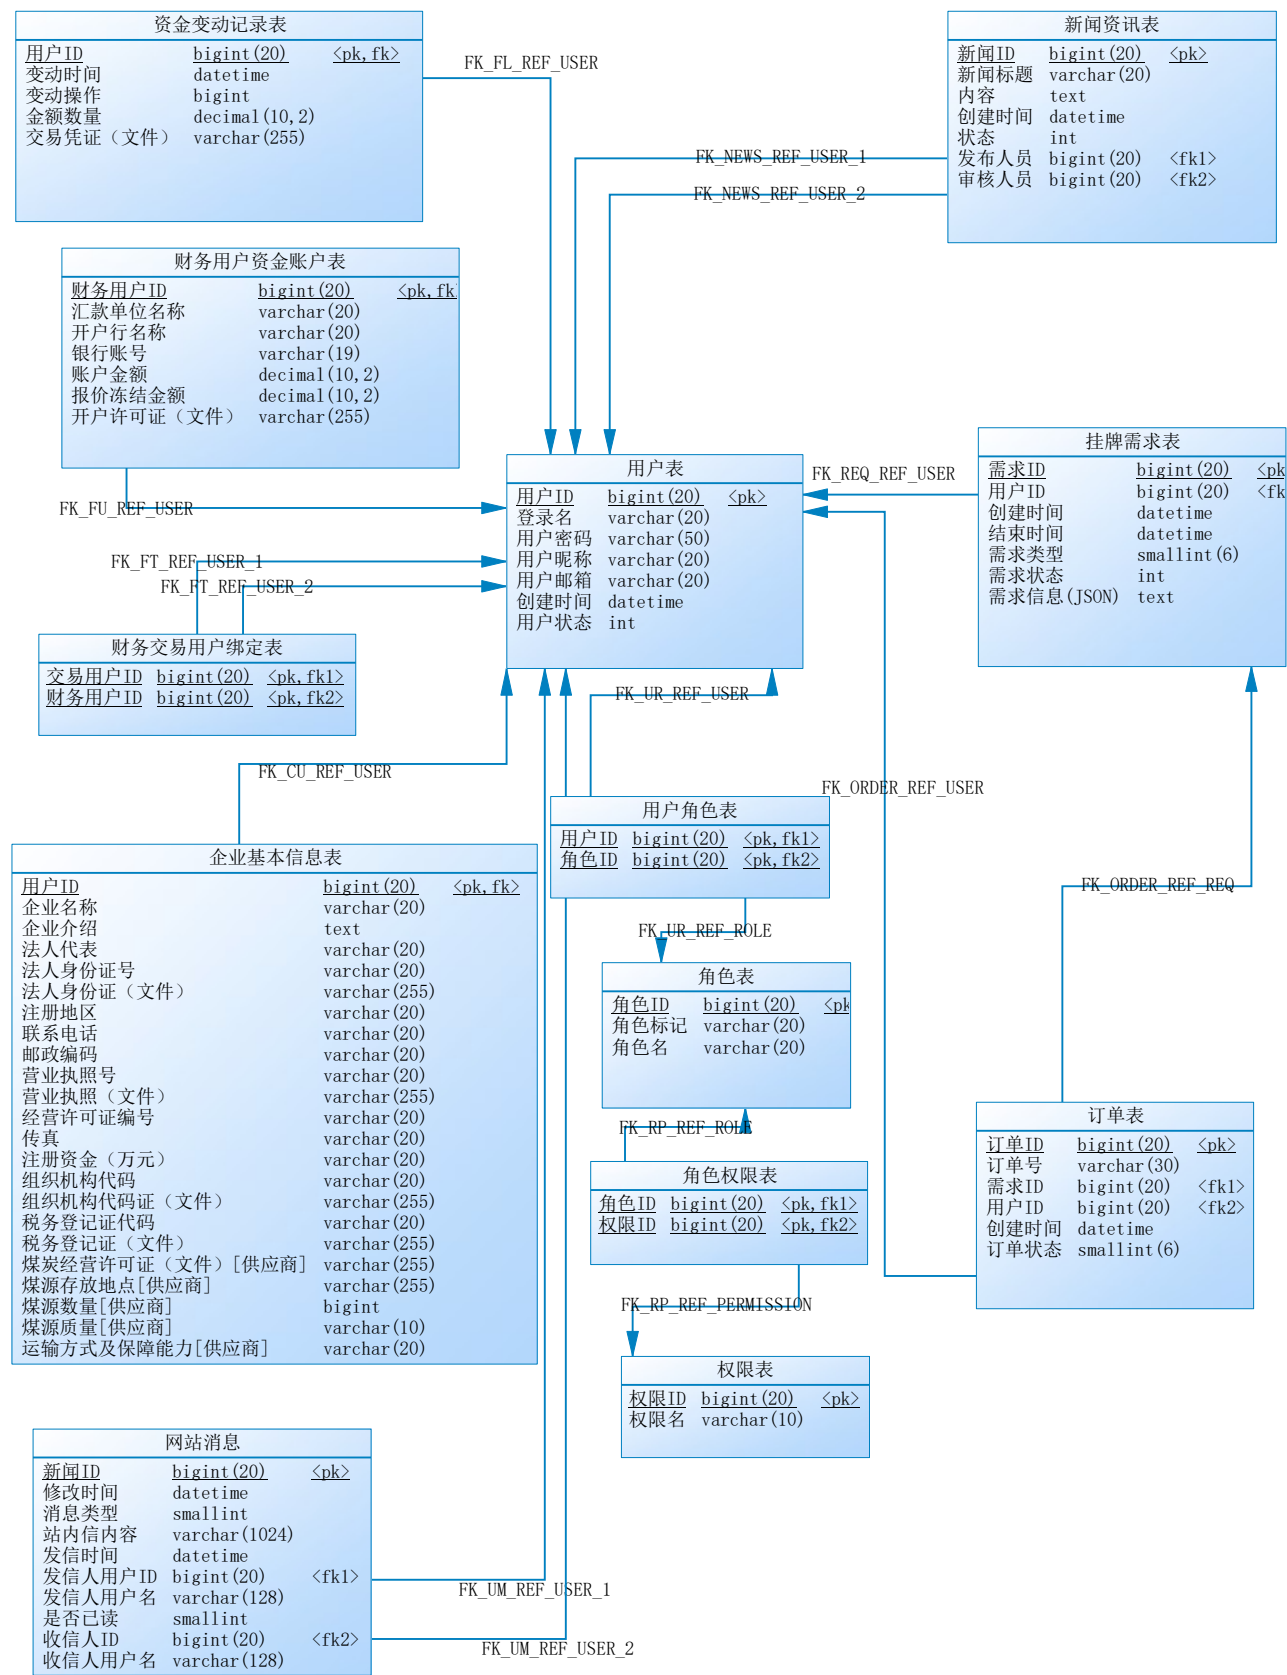 资金变动记录表
用户ID bigint(20) <pk,fk>
变动时间 datetime
变动操作 bigint
金额数量 decimal(10,2)
交易凭证（文件） varchar(255)
FK_FL_REF_USER
新闻资讯表
新闻ID bigint(20) <pk>
新闻标题 varchar(20)
内容 text
创建时间 datetime
状态 int
发布人员 bigint(20) <fk1>
审核人员 bigint(20) <fk2>
FK_NEWS_REF_USER_1
FK_NEWS_REF_USER_2
财务用户资金账户表
财务用户ID bigint(20) <pk,fk
汇款单位名称 varchar(20)
开户行名称 varchar(20)
银行账号 varchar(19)
账户金额 decimal(10,2)
报价冻结金额 decimal(10,2)
开户许可证（文件） varchar(255)
FK_FU_REF_USER
用户表
用户ID bigint(20) <pk>
登录名 varchar(20)
用户密码 varchar(50)
用户昵称 varchar(20)
用户邮箱 varchar(20)
创建时间 datetime
用户状态 int
FK_REQ_REF_USER
挂牌需求表
需求ID bigint(20) <pk
用户ID bigint(20) <fk
创建时间 datetime
结束时间 datetime
需求类型 smallint(6)
需求状态 int
需求信息(JSON) text
FK_FT_REF_USER_1
FK_FT_REF_USER_2
财务交易用户绑定表
交易用户ID bigint(20) <pk,fk1>
财务用户ID bigint(20) <pk,fk2>
FK_UR_REF_USER
FK_CU_REF_USER
FK_ORDER_REF_USER
用户角色表
用户ID bigint(20) <pk,fk1>
角色ID bigint(20) <pk,fk2>
FK_ORDER_REF_REQ
企业基本信息表
用户ID bigint(20) <pk,fk>
企业名称 varchar(20)
企业介绍 text
法人代表 varchar(20)
法人身份证号 varchar(20)
法人身份证（文件） varchar(255)
注册地区 varchar(20)
联系电话 varchar(20)
邮政编码 varchar(20)
营业执照号 varchar(20)
营业执照（文件） varchar(255)
经营许可证编号 varchar(20)
传真 varchar(20)
注册资金（万元） varchar(20)
组织机构代码 varchar(20)
组织机构代码证（文件） varchar(255)
税务登记证代码 varchar(20)
税务登记证（文件） varchar(255)
煤炭经营许可证（文件）[供应商] varchar(255)
煤源存放地点[供应商] varchar(255)
煤源数量[供应商] bigint
煤源质量[供应商] varchar(10)
运输方式及保障能力[供应商] varchar(20)
FK_UR_REF_ROLE
角色表
角色ID bigint(20) <pk
角色标记 varchar(20)
角色名 varchar(20)
FK_RP_REF_ROLE
角色权限表
角色ID bigint(20) <pk,fk1>
权限ID bigint(20) <pk,fk2>
订单表
订单ID bigint(20) <pk>
订单号 varchar(30)
需求ID bigint(20) <fk1>
用户ID bigint(20) <fk2>
创建时间 datetime
订单状态 smallint(6)
FK_RP_REF_PERMISSION
权限表
权限ID bigint(20) <pk>
权限名 varchar(10)
网站消息
新闻ID bigint(20) <pk>
修改时间 datetime
消息类型 smallint
站内信内容 varchar(1024)
发信时间 datetime
发信人用户ID bigint(20) <fk1>
发信人用户名 varchar(128)
是否已读 smallint
收信人ID bigint(20) <fk2>
收信人用户名 varchar(128)
FK_UM_REF_USER_1
FK_UM_REF_USER_2